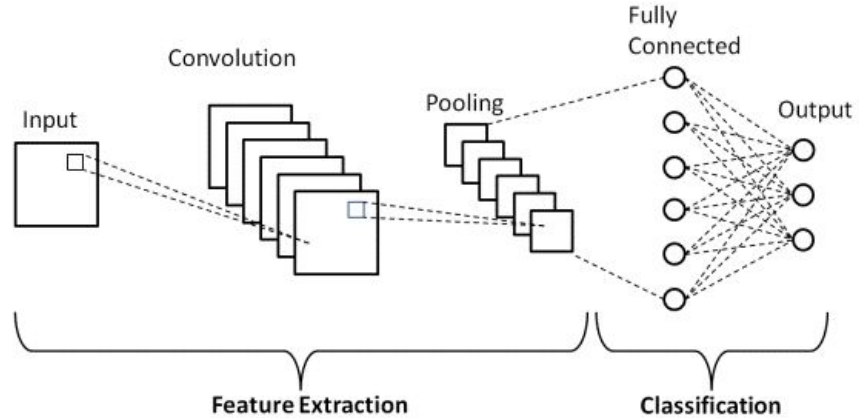 Fully
Connected
Convolution
Pooling
Input
Output
Feature Extraction
Classification